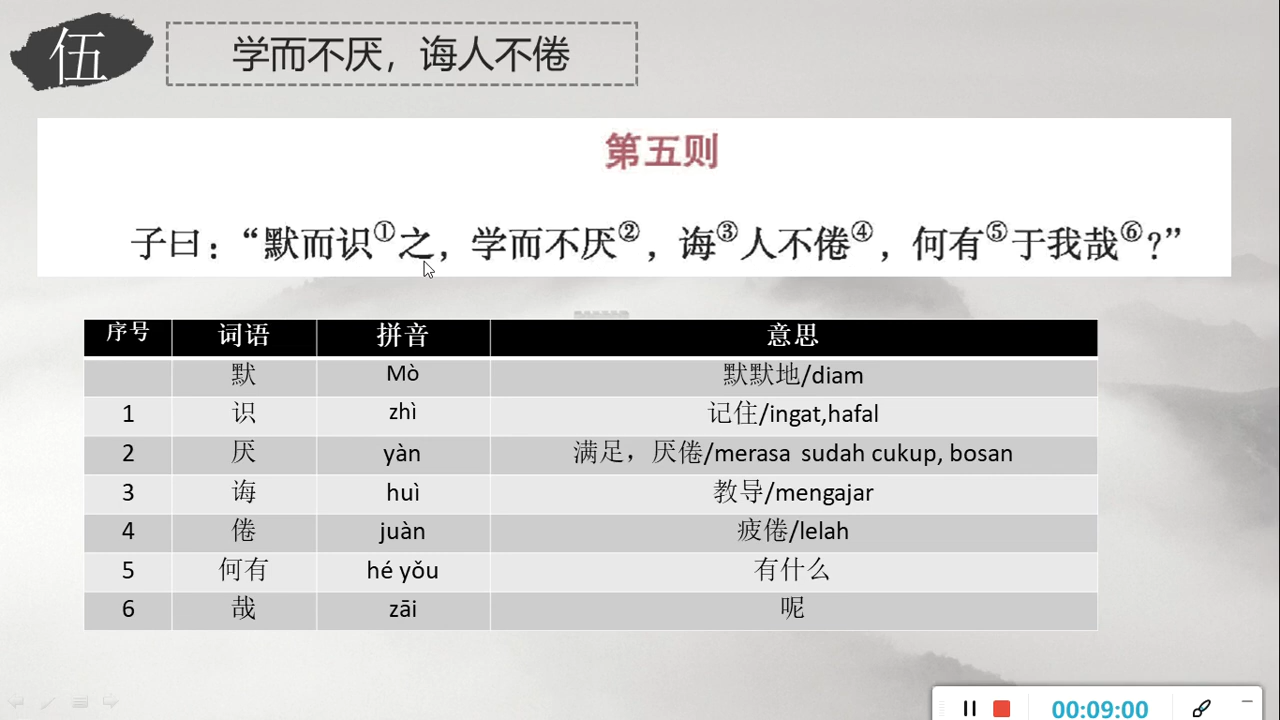 伍
学而不厌，诲人不倦
第五则
子曰：“默而识①之，学而不厌②，诲③人不倦④，何有⑤于我哉⑥？”
序号 词语 拼音 意思
默 Mò 默默地/diam
1 识 zhì 记住/ingat,hafal
2 厌 yàn 满足，厌倦/merasa sudah cukup, bosan
3 诲 huì 教导/mengajar
4 倦 juàn 疲倦/lelah
5 何有 hé yǒu 有什么
6 哉 zāi 呢
00:09:00